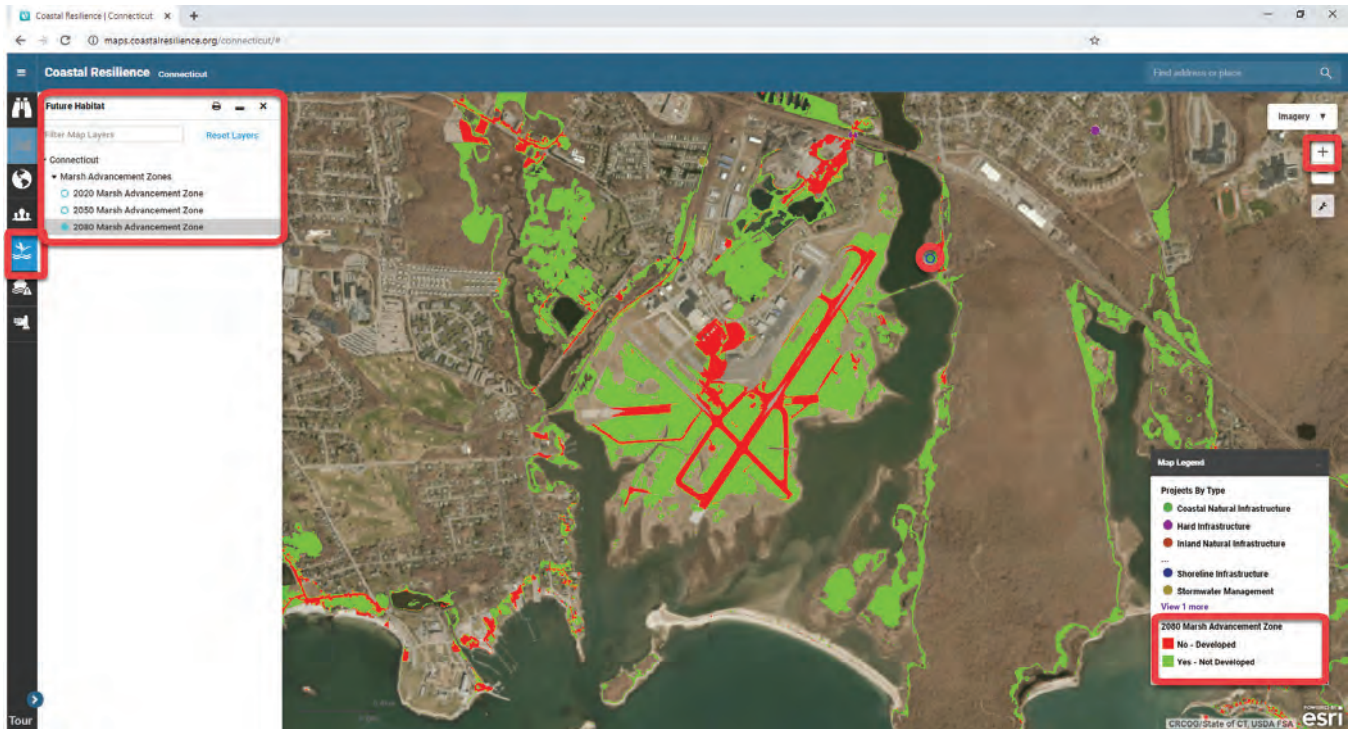 Coastal Resilience | Connecticut
maps.coastalresilience.org/connecticut/#
Coastal Resilience Connecticut
Find address or place
Future Habitat
Filter Map Layers Reset Layers
Connecticut
Marsh Advancement Zones
2020 Marsh Advancement Zone
2050 Marsh Advancement Zone
2080 Marsh Advancement Zone
Imagery
Map Legend
Projects By Type
Coastal Natural Infrastructure
Hard Infrastructure
Inland Natural Infrastructure
...
Shoreline Infrastructure
Stormwater Management
View 1 more
2080 Marsh Advancement Zone
No - Developed
Yes - Not Developed
Tour
CRCOG/State of CT, USDA FSA
POWERED BY
esri